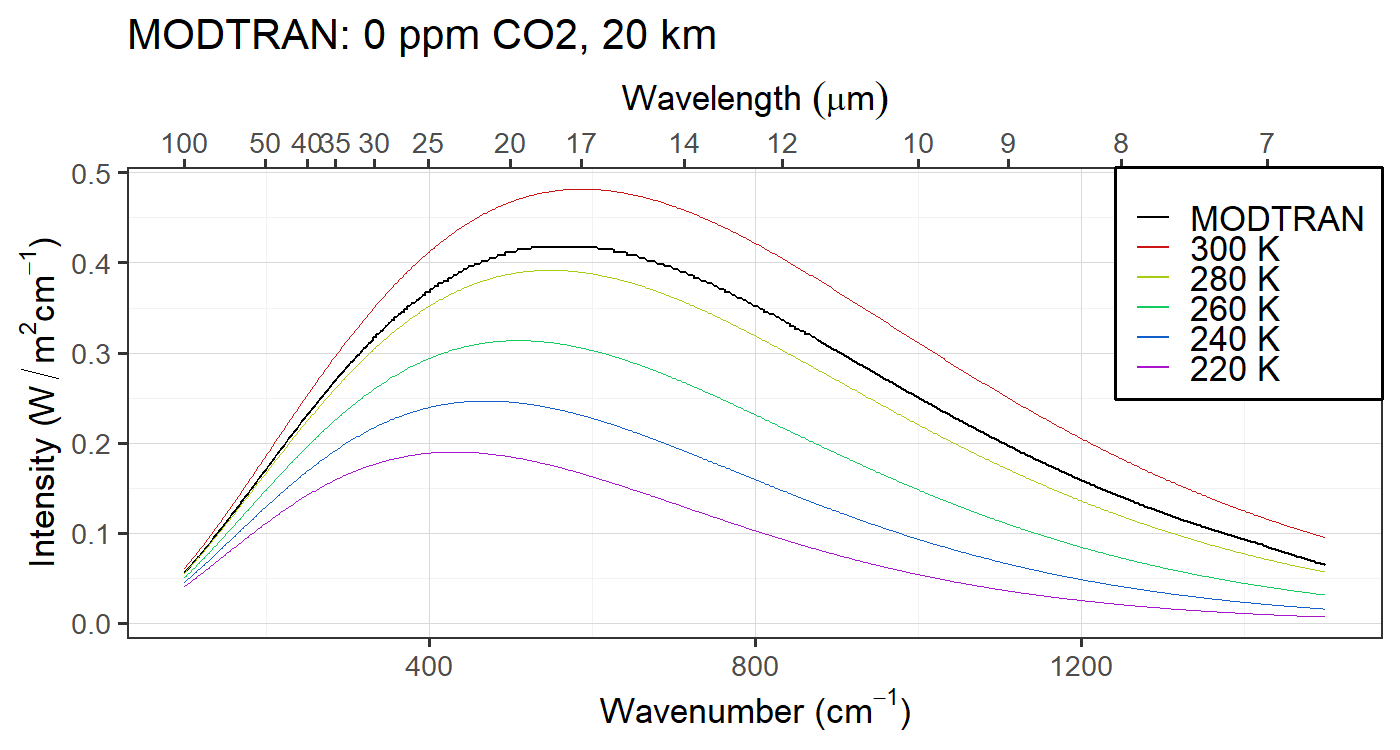 MODTRAN: 0 ppm CO2, 20 km
Wavelength (μm)
100 50 40 35 30 25 20 17 14 12 10 9 8 7
0.5
0.4
0.3
0.2
0.1
0.0
Intensity (W / m²cm⁻¹)
MODTRAN
300 K
280 K
260 K
240 K
220 K
400 800 1200
Wavenumber (cm⁻¹)